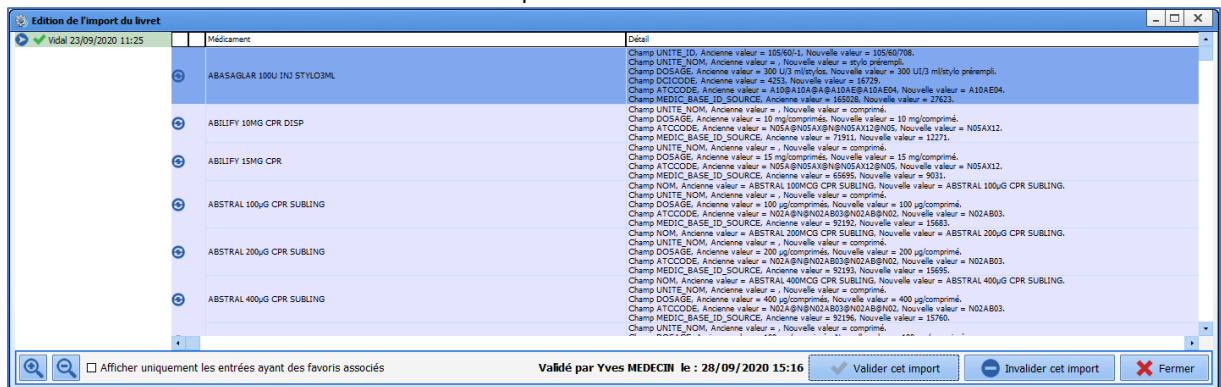 Edition de l'import du livret
Vidal 23/09/2020 11:25
Médicament
Détail
ABASAGLAR 100U INJ STYLO3ML
Champ UNITE_ID, Ancienne valeur = 105/60/-1, Nouvelle valeur = 105/60/708.
Champ UNITE_NOM, Ancienne valeur = , Nouvelle valeur = stylo prérempli.
Champ DOSAGE, Ancienne valeur = 300 U/3 ml/stylos, Nouvelle valeur = 300 UI/3 ml/stylo prérempli.
Champ DCICODE, Ancienne valeur = 4253, Nouvelle valeur = 16729.
Champ ATCCODE, Ancienne valeur = A10@A10A@A@A10AE@A10AE04, Nouvelle valeur = A10AE04.
Champ MEDIC_BASE_ID_SOURCE, Ancienne valeur = 165028, Nouvelle valeur = 27623.
ABILIFY 10MG CPR DISP
Champ UNITE_NOM, Ancienne valeur = , Nouvelle valeur = comprimé.
Champ DOSAGE, Ancienne valeur = 10 mg/comprimés, Nouvelle valeur = 10 mg/comprimé.
Champ ATCCODE, Ancienne valeur = N05A@N05AX@N@N05AX12@N05, Nouvelle valeur = N05AX12.
Champ MEDIC_BASE_ID_SOURCE, Ancienne valeur = 71911, Nouvelle valeur = 12271.
ABILIFY 15MG CPR
Champ UNITE_NOM, Ancienne valeur = , Nouvelle valeur = comprimé.
Champ DOSAGE, Ancienne valeur = 15 mg/comprimés, Nouvelle valeur = 15 mg/comprimé.
Champ ATCCODE, Ancienne valeur = N05A@N05AX@N@N05AX12@N05, Nouvelle valeur = N05AX12.
Champ MEDIC_BASE_ID_SOURCE, Ancienne valeur = 65695, Nouvelle valeur = 9031.
ABSTRAL 100µG CPR SUBLING
Champ NOM, Ancienne valeur = ABSTRAL 100MCG CPR SUBLING, Nouvelle valeur = ABSTRAL 100µG CPR SUBLING.
Champ UNITE_NOM, Ancienne valeur = , Nouvelle valeur = comprimé.
Champ DOSAGE, Ancienne valeur = 100 µg/comprimés, Nouvelle valeur = 100 µg/comprimé.
Champ ATCCODE, Ancienne valeur = N02A@N@N02AB03@N02AB@N02, Nouvelle valeur = N02AB03.
Champ MEDIC_BASE_ID_SOURCE, Ancienne valeur = 92192, Nouvelle valeur = 15683.
ABSTRAL 200µG CPR SUBLING
Champ NOM, Ancienne valeur = ABSTRAL 200MCG CPR SUBLING, Nouvelle valeur = ABSTRAL 200µG CPR SUBLING.
Champ UNITE_NOM, Ancienne valeur = , Nouvelle valeur = comprimé.
Champ DOSAGE, Ancienne valeur = 200 µg/comprimés, Nouvelle valeur = 200 µg/comprimé.
Champ ATCCODE, Ancienne valeur = N02A@N@N02AB03@N02AB@N02, Nouvelle valeur = N02AB03.
Champ MEDIC_BASE_ID_SOURCE, Ancienne valeur = 92193, Nouvelle valeur = 15695.
ABSTRAL 400µG CPR SUBLING
Champ NOM, Ancienne valeur = ABSTRAL 400MCG CPR SUBLING, Nouvelle valeur = ABSTRAL 400µG CPR SUBLING.
Champ UNITE_NOM, Ancienne valeur = , Nouvelle valeur = comprimé.
Champ DOSAGE, Ancienne valeur = 400 µg/comprimés, Nouvelle valeur = 400 µg/comprimé.
Champ ATCCODE, Ancienne valeur = N02A@N@N02AB03@N02AB@N02, Nouvelle valeur = N02AB03.
Champ MEDIC_BASE_ID_SOURCE, Ancienne valeur = 92196, Nouvelle valeur = 15760.
Champ UNITE_NOM, Ancienne valeur = , Nouvelle valeur = comprimé.
Afficher uniquement les entrées ayant des favoris associés
Validé par Yves MEDECIN le : 28/09/2020 15:16
Valider cet import
Invalider cet import
Fermer